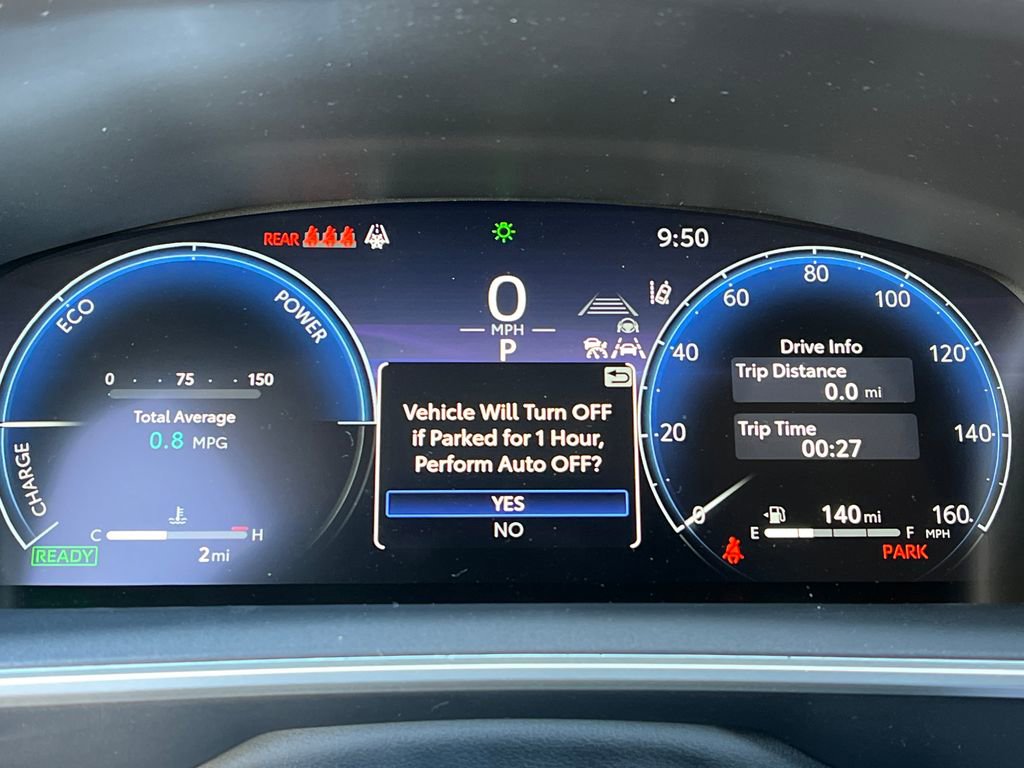 REAR
9:50
ECO
POWER
CHARGE
0 75 150
Total Average
0.8 MPG
C H
READY
2 mi
0
MPH
P
Vehicle Will Turn OFF
if Parked for 1 Hour,
Perform Auto OFF?
YES
NO
0
20
40
60
80
100
120
140
160
MPH
Drive Info
Trip Distance
0.0 mi
Trip Time
00:27
140 mi
E F
PARK